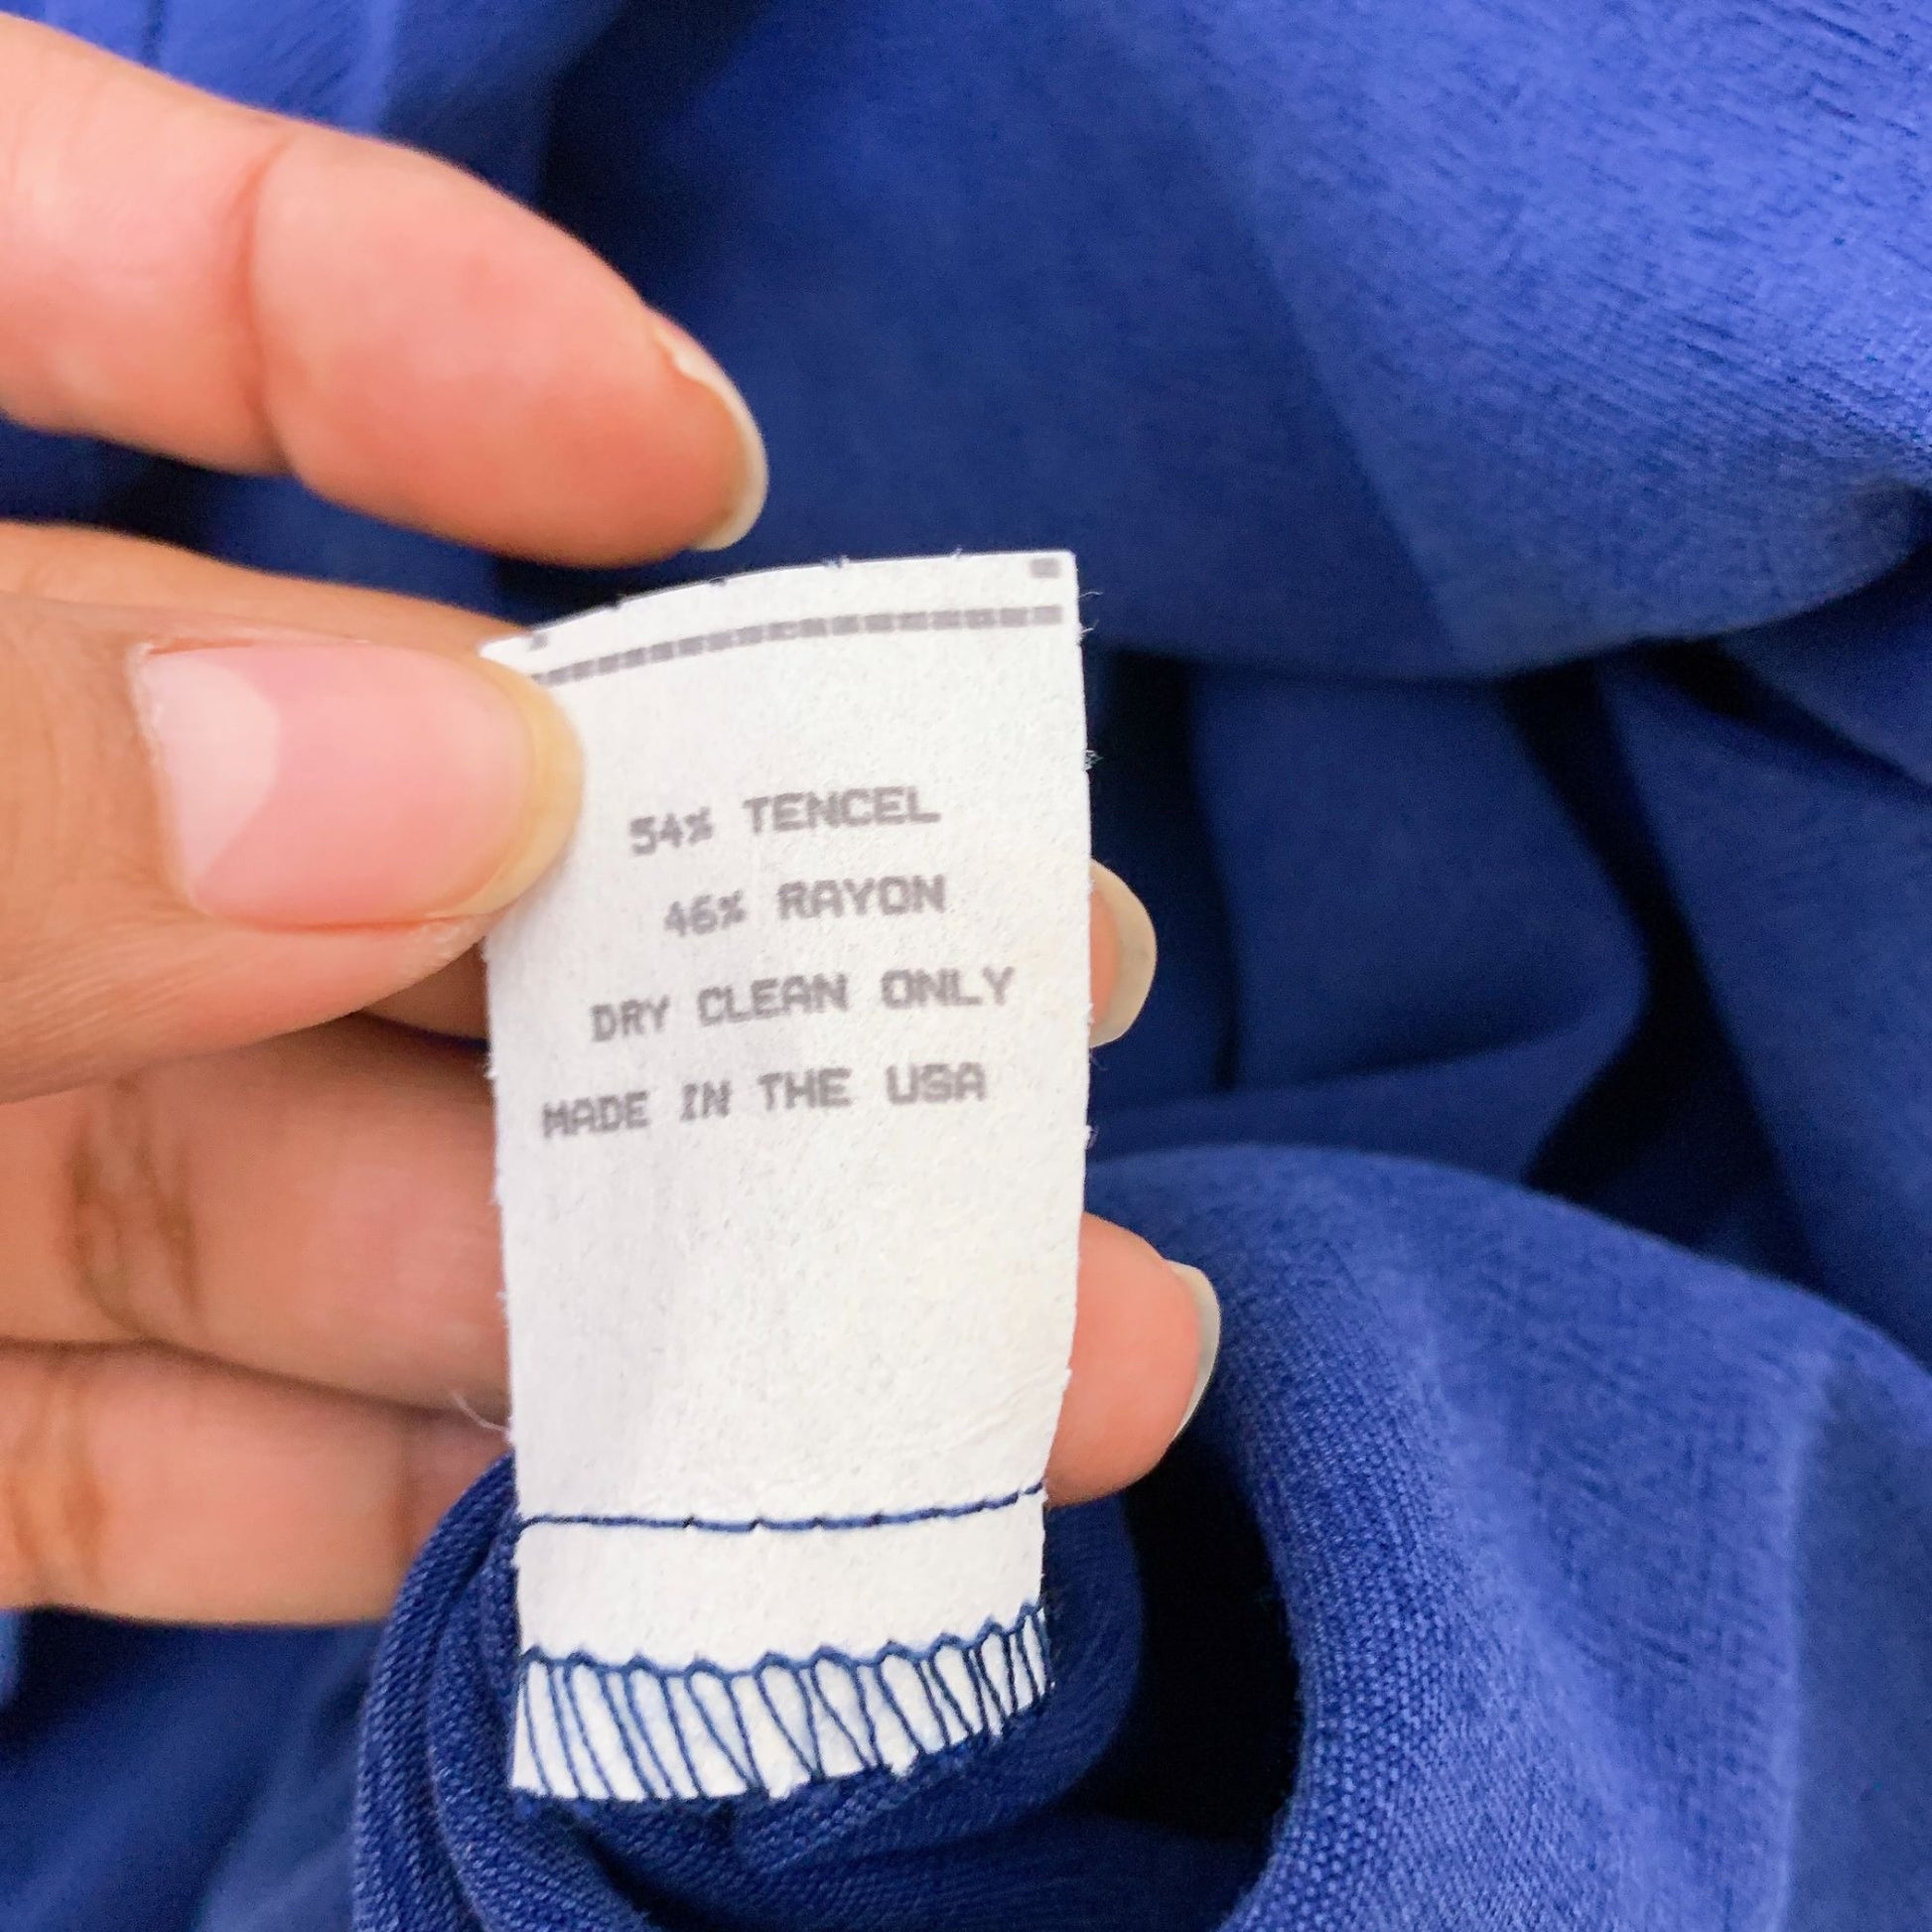 54% TENCEL
46% RAYON
DRY CLEAN ONLY
MADE IN THE USA